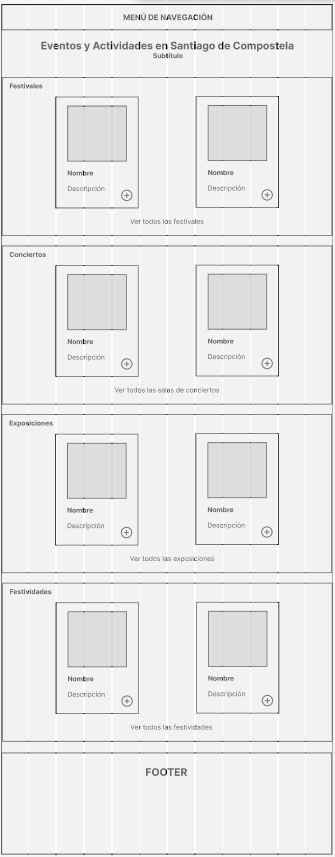 MENÚ DE NAVEGACIÓN
Eventos y Actividades en Santiago de Compostela
Subtítulo
Festivales
Nombre
Descripción
Nombre
Descripción
Ver todos los festivales
Conciertos
Nombre
Descripción
Nombre
Descripción
Ver todos las salas de conciertos
Exposiciones
Nombre
Descripción
Nombre
Descripción
Ver todos las exposiciones
Festividades
Nombre
Descripción
Nombre
Descripción
Ver todos las festividades
FOOTER